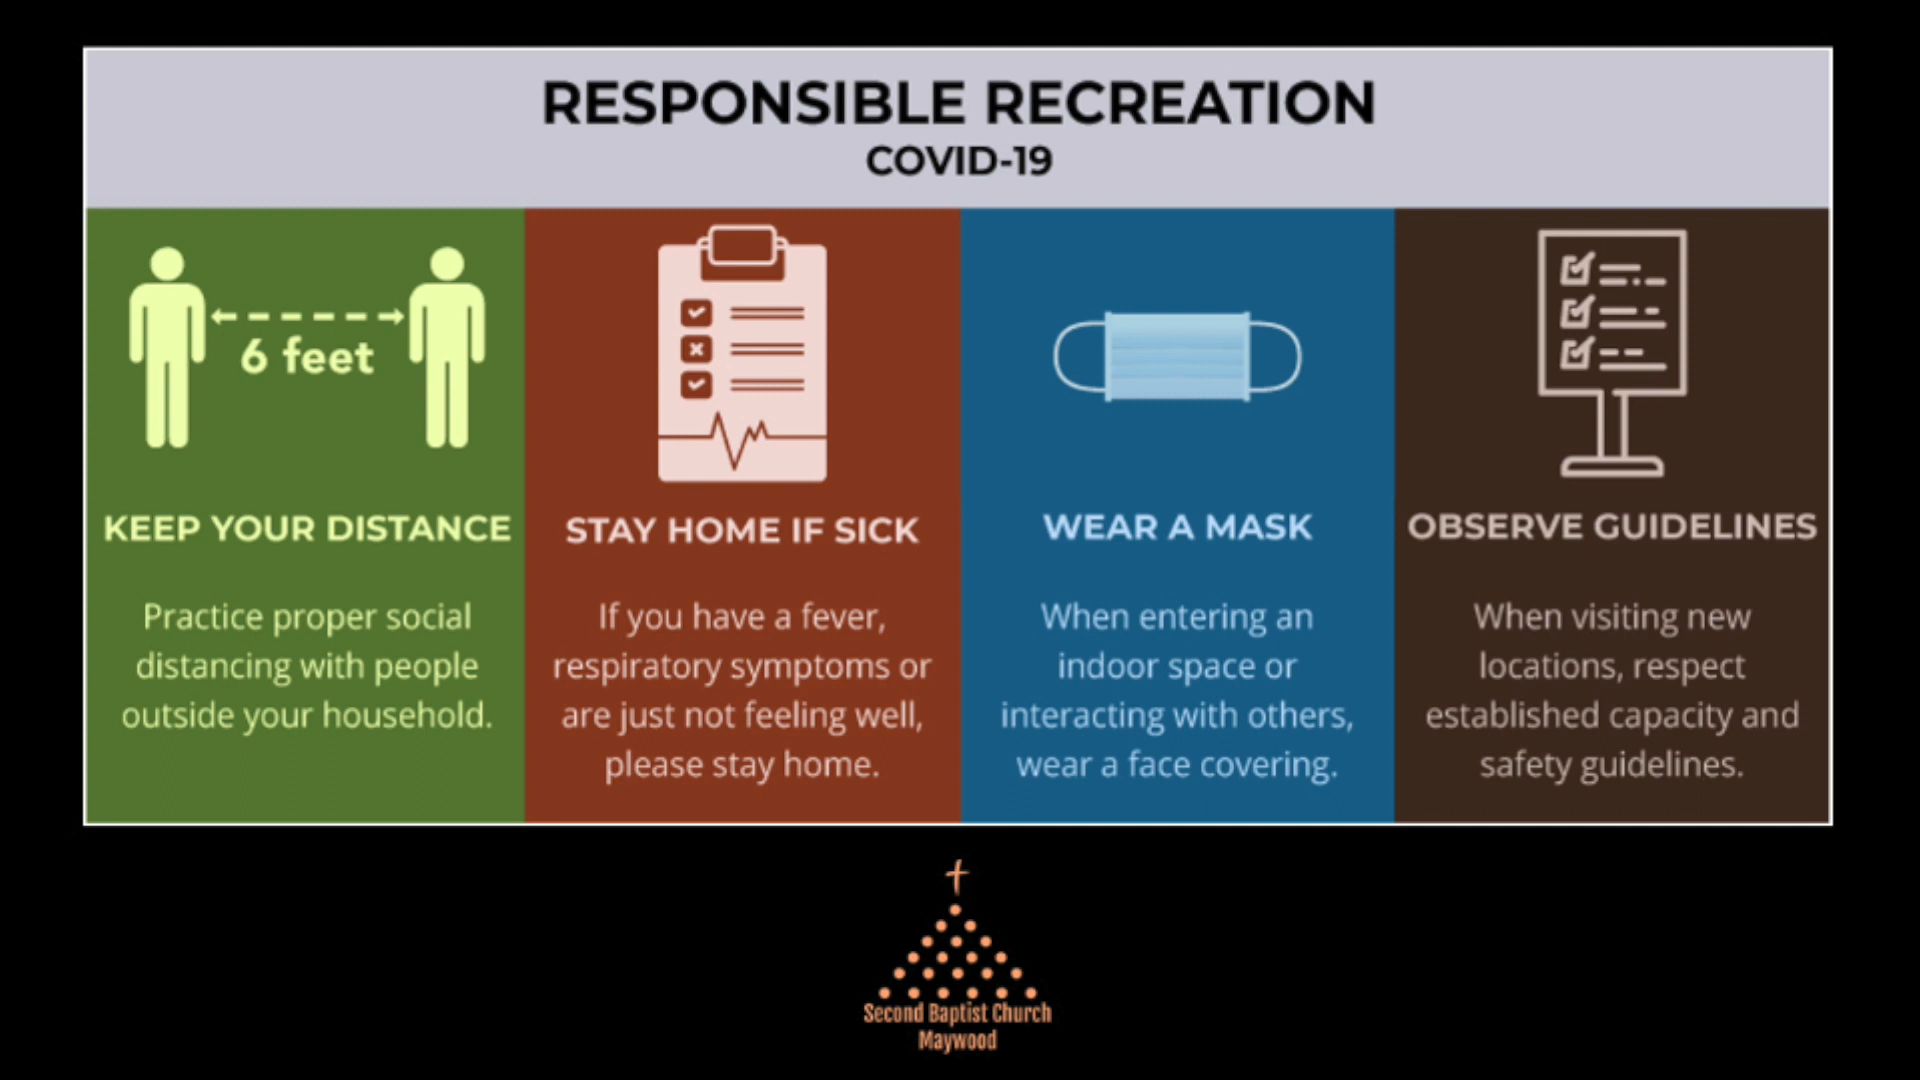 RESPONSIBLE RECREATION
COVID-19
6 feet
KEEP YOUR DISTANCE
Practice proper social
distancing with people
outside your household.
STAY HOME IF SICK
If you have a fever,
respiratory symptoms or
are just not feeling well,
please stay home.
WEAR A MASK
When entering an
indoor space or
interacting with others,
wear a face covering.
OBSERVE GUIDELINES
When visiting new
locations, respect
established capacity and
safety guidelines.
Second Baptist Church
Maywood